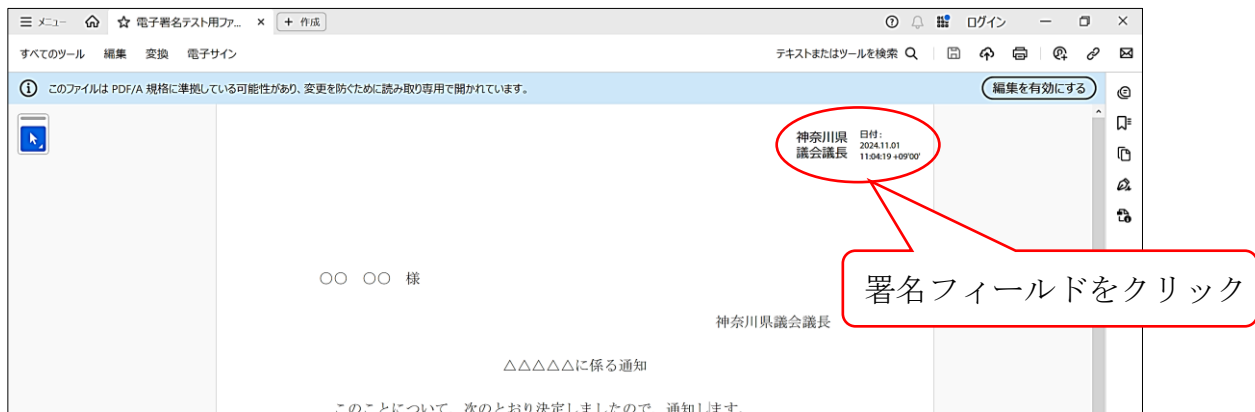 メニュー ☆ 電子署名テスト用ファ... × + 作成 ログイン
すべてのツール 編集 変換 電子サイン テキストまたはツールを検索
このファイルは PDF/A 規格に準拠している可能性があり、変更を防ぐために読み取り専用で開かれています。 編集を有効にする
神奈川県
議会議長
日付:
2024.11.01
11:04:19 +09'00'
署名フィールドをクリック
○○ ○○ 様
神奈川県議会議長
△△△△△に係る通知
このことについて、次のとおり決定しましたので、通知します。